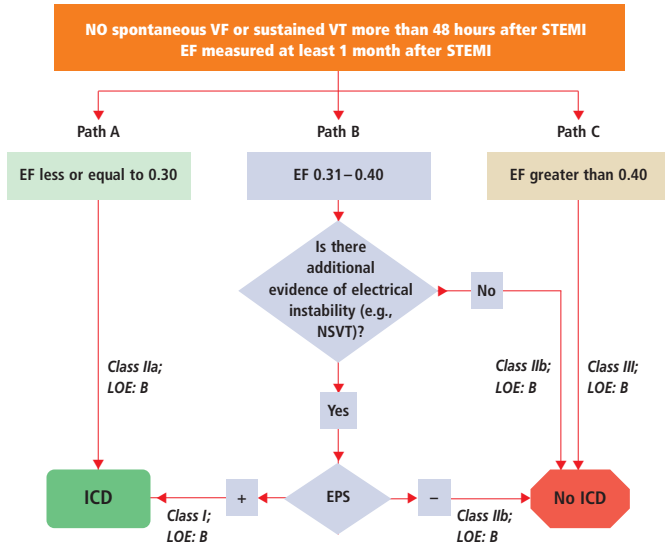 NO spontaneous VF or sustained VT more than 48 hours after STEMI
EF measured at least 1 month after STEMI
Path A
Path B
Path C
EF less or equal to 0.30
EF 0.31–0.40
EF greater than 0.40
Is there
additional
evidence of electrical
instability (e.g.,
NSVT)?
No
Class IIa;
LOE: B
Class IIb;
LOE: B
Class III;
LOE: B
Yes
ICD
+
EPS
–
No ICD
Class I;
LOE: B
Class IIb;
LOE: B